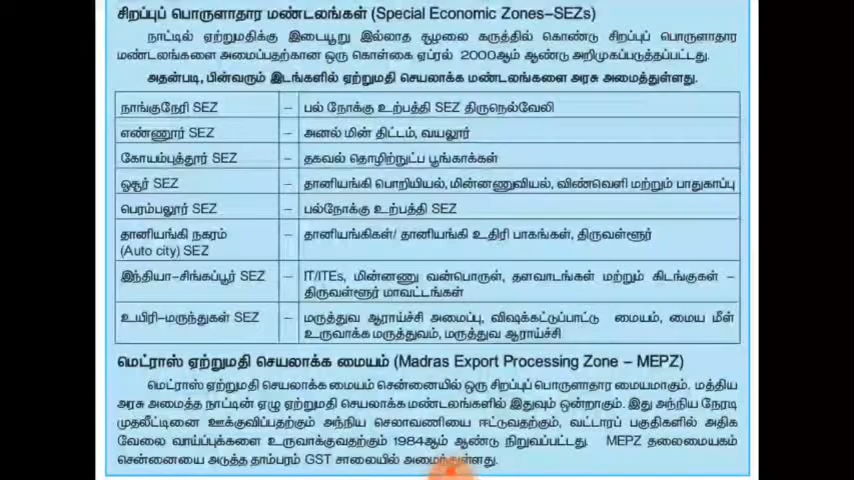 சிறப்புப் பொருளாதார மண்டலங்கள் (Special Economic Zones–SEZs)
நாட்டில் ஏற்றுமதிக்கு இடையூறு இல்லாத சூழலை கருத்தில் கொண்டு சிறப்புப் பொருளாதார
மண்டலங்களை அமைப்பதற்கான ஒரு கொள்கை ஏப்ரல் 2000ஆம் ஆண்டு அறிமுகப்படுத்தப்பட்டது.
அதன்படி, பின்வரும் இடங்களில் ஏற்றுமதி செயலாக்க மண்டலங்களை அரசு அமைத்துள்ளது.
நாங்குநேரி SEZ – பல் நோக்கு உற்பத்தி SEZ திருநெல்வேலி
எண்ணூர் SEZ – அனல் மின் திட்டம், வயலூர்
கோயம்புத்தூர் SEZ – தகவல் தொழிற்நுட்ப பூங்காக்கள்
ஓசூர் SEZ – தானியங்கி பொறியியல், மின்னணுவியல், விண்வெளி மற்றும் பாதுகாப்பு
பெரம்பலூர் SEZ – பல்நோக்கு உற்பத்தி SEZ
தானியங்கி நகரம் – தானியங்கிகள்/ தானியங்கி உதிரி பாகங்கள், திருவள்ளூர்
(Auto city) SEZ
இந்தியா–சிங்கப்பூர் SEZ – IT/ITEs, மின்னணு வன்பொருள், தளவாடங்கள் மற்றும் கிடங்குகள் –
திருவள்ளூர் மாவட்டங்கள்
உயிரி–மருந்துகள் SEZ – மருத்துவ ஆராய்ச்சி அமைப்பு, விஷக்கட்டுப்பாட்டு மையம், மைய மீள்
உருவாக்க மருத்துவம், மருத்துவ ஆராய்ச்சி
மெட்ராஸ் ஏற்றுமதி செயலாக்க மையம் (Madras Export Processing Zone – MEPZ)
மெட்ராஸ் ஏற்றுமதி செயலாக்க மையம் சென்னையில் ஒரு சிறப்புப் பொருளாதார மையமாகும். மத்திய
அரசு அமைத்த நாட்டின் ஏழு ஏற்றுமதி செயலாக்க மண்டலங்களில் இதுவும் ஒன்றாகும். இது அந்நிய நேரடி
முதலீட்டினை ஊக்குவிப்பதற்கும் அந்நிய செலாவணியை ஈட்டுவதற்கும், வட்டாரப் பகுதிகளில் அதிக
வேலை வாய்ப்புக்களை உருவாக்குவதற்கும் 1984ஆம் ஆண்டு நிறுவப்பட்டது. MEPZ தலைமையகம்
சென்னையை அடுத்த தாம்பரம் GST சாலையில் அமைந்துள்ளது.